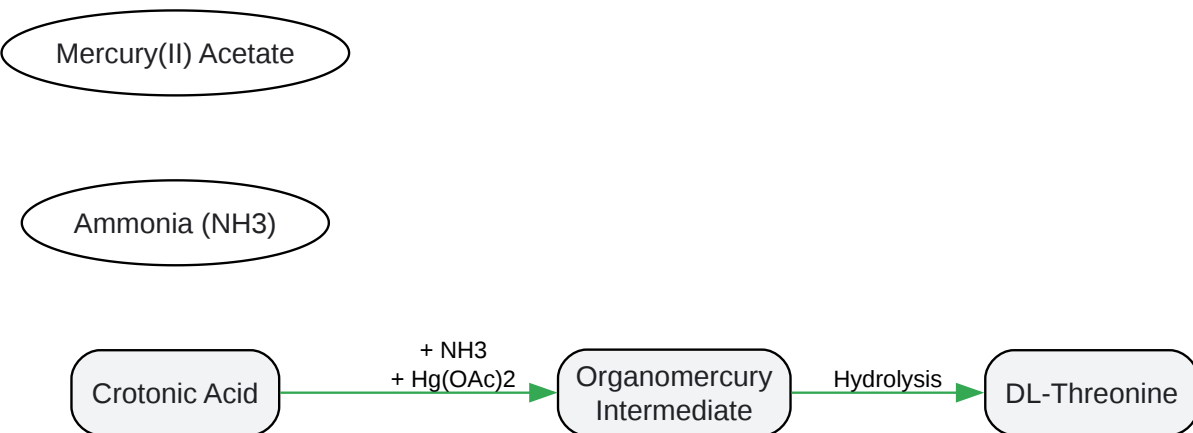 Mercury(II) Acetate
Ammonia (NH3)
+ NH3
+ Hg(OAc)2
Crotonic Acid
Organomercury
Intermediate
Hydrolysis
DL-Threonine